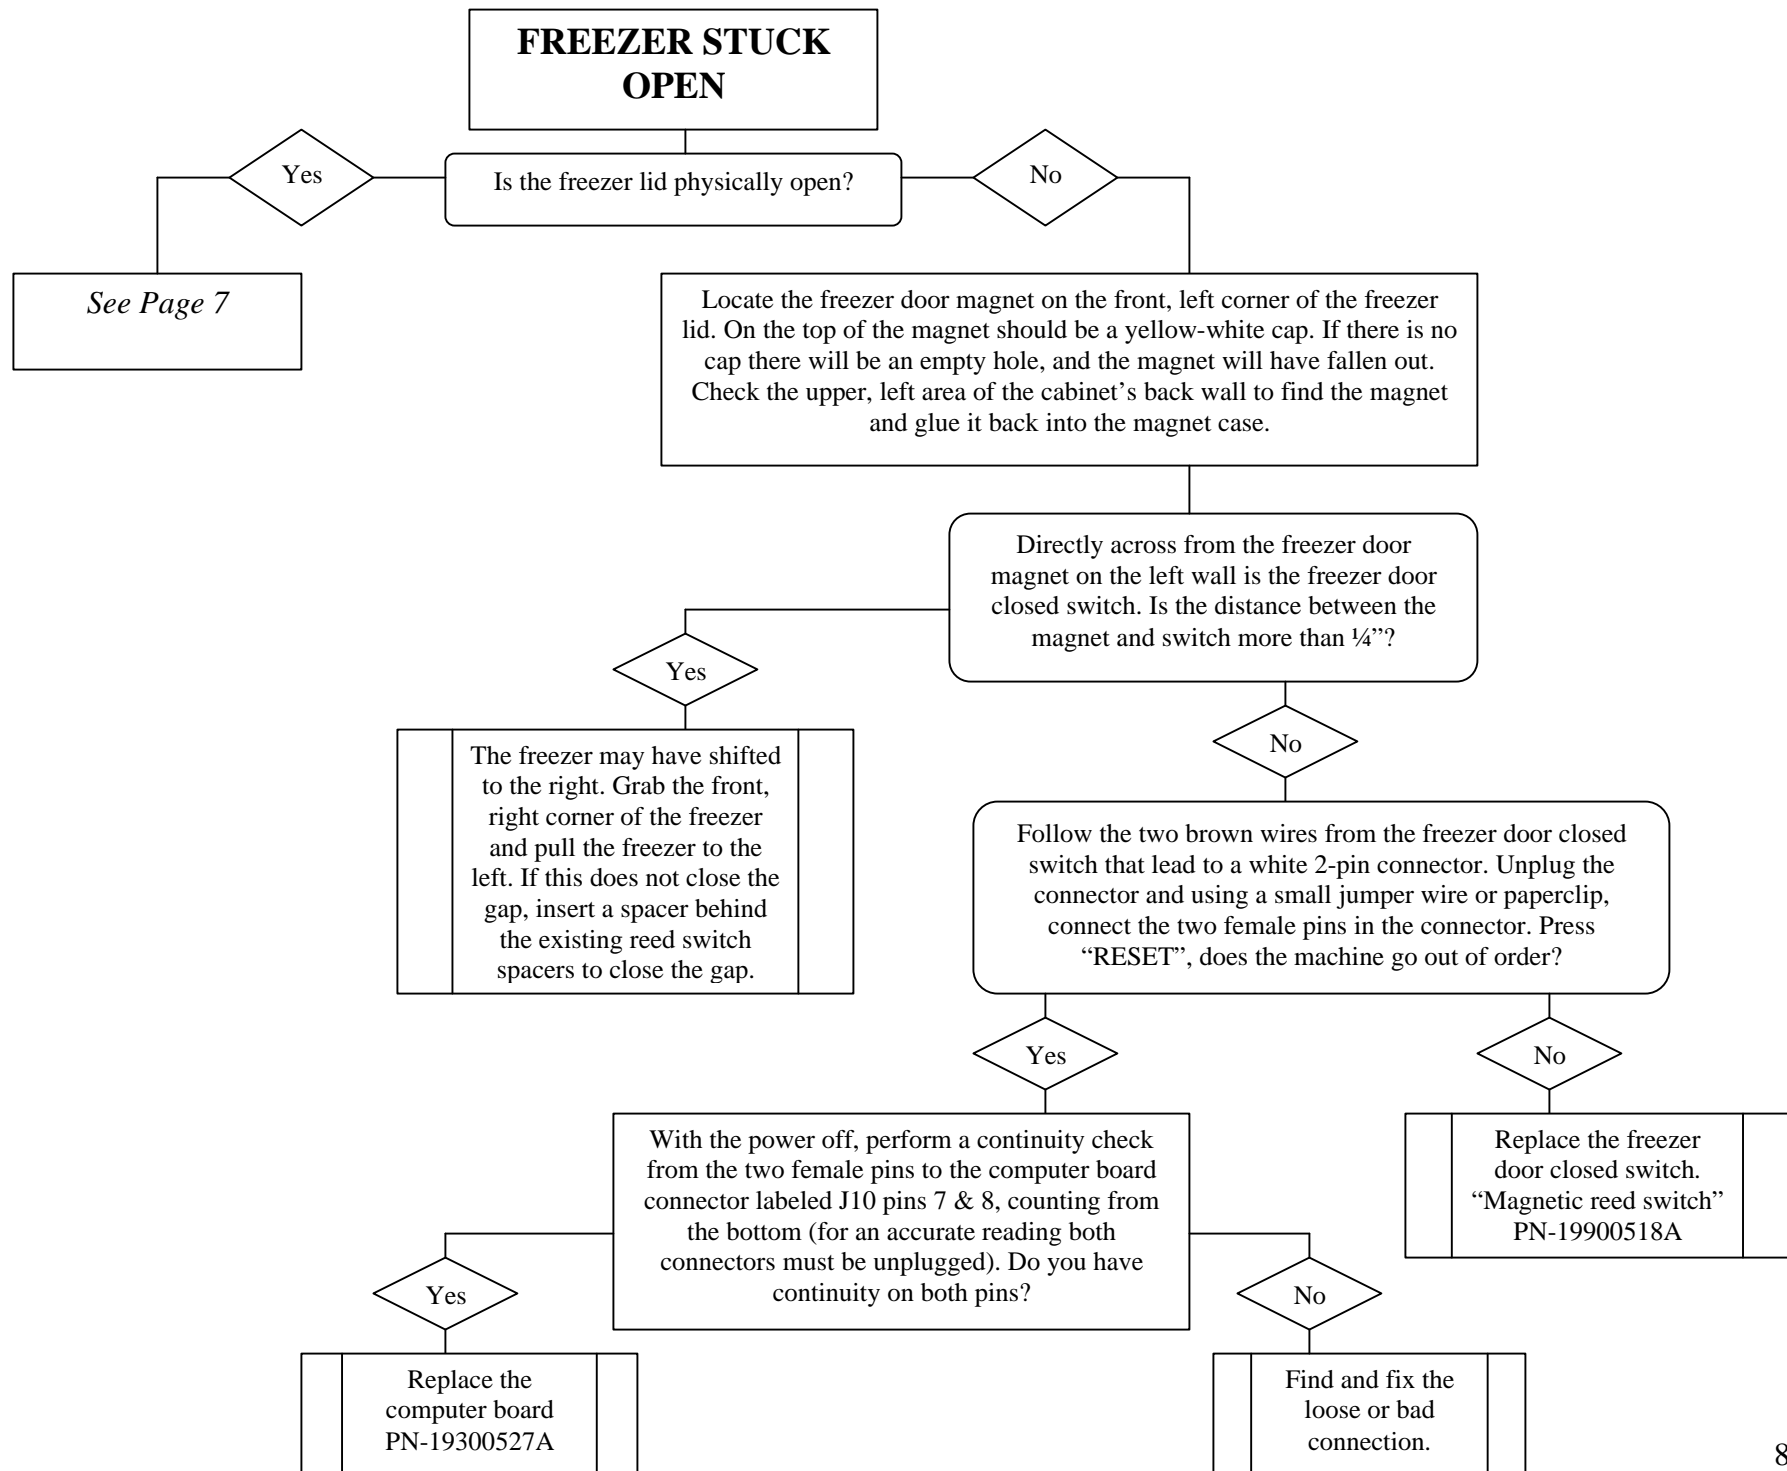 FREEZER STUCK
OPEN
Is the freezer lid physically open?
Yes
No
See Page 7
Locate the freezer door magnet on the front, left corner of the freezer
lid. On the top of the magnet should be a yellow-white cap. If there is no
cap there will be an empty hole, and the magnet will have fallen out.
Check the upper, left area of the cabinet’s back wall to find the magnet
and glue it back into the magnet case.
Directly across from the freezer door
magnet on the left wall is the freezer door
closed switch. Is the distance between the
magnet and switch more than ¼”?
Yes
The freezer may have shifted
to the right. Grab the front,
right corner of the freezer
and pull the freezer to the
left. If this does not close the
gap, insert a spacer behind
the existing reed switch
spacers to close the gap.
No
Follow the two brown wires from the freezer door closed
switch that lead to a white 2-pin connector. Unplug the
connector and using a small jumper wire or paperclip,
connect the two female pins in the connector. Press
“RESET”, does the machine go out of order?
Yes
No
With the power off, perform a continuity check
from the two female pins to the computer board
connector labeled J10 pins 7 & 8, counting from
the bottom (for an accurate reading both
connectors must be unplugged). Do you have
continuity on both pins?
Replace the freezer
door closed switch.
“Magnetic reed switch”
PN-19900518A
Yes
No
Replace the
computer board
PN-19300527A
Find and fix the
loose or bad
connection.
8